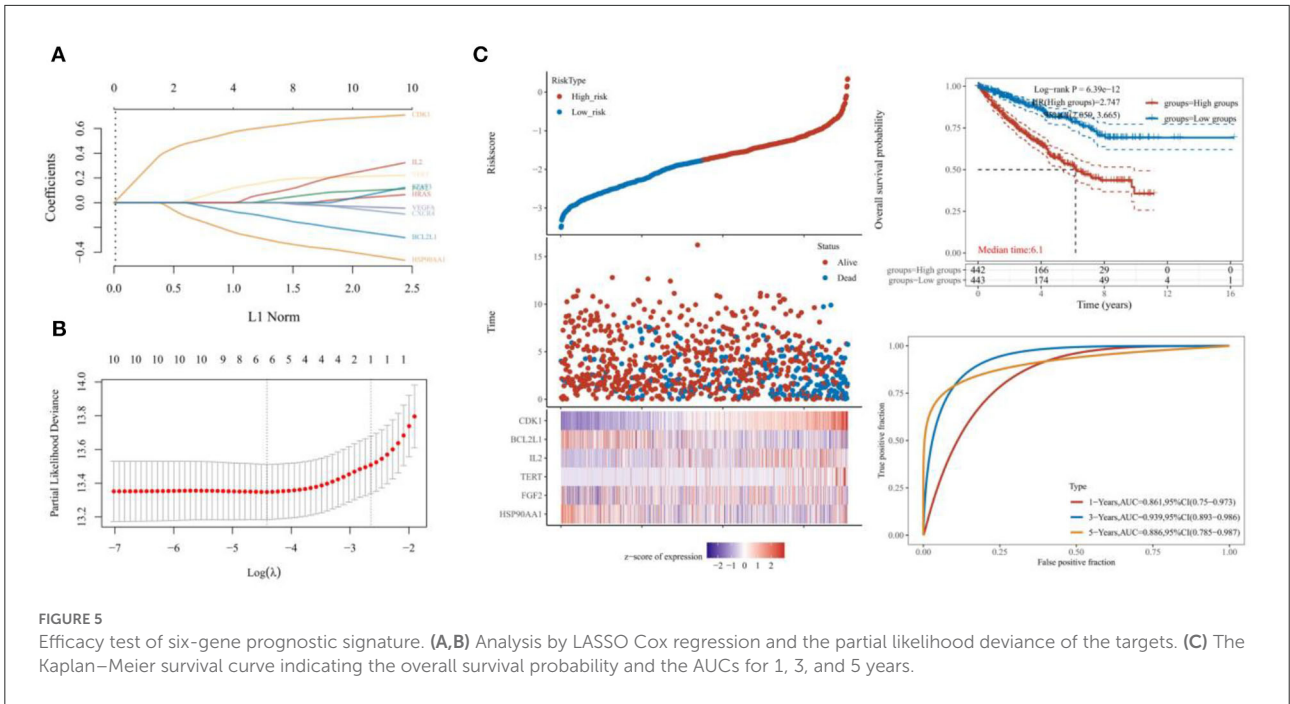 A
0 2 4 8 10 10
Coefficients
0.6
0.4
0.2
0.0
−0.4
CDK1
IL2
HRAS
VEGFA
CXCR4
BCL2L1
HSP90AA1
0.0 0.5 1.0 1.5 2.0 2.5
L1 Norm
B
10 10 10 10 10 9 8 6 6 5 4 4 3 2 1 1 1
Partial Likelihood Deviance
14.0
13.8
13.6
13.4
13.2
−7 −6 −5 −4 −3 −2
Log(λ)
C
RiskType
High_risk
Low_risk
Riskscore
0
−1
−2
−3
Status
Alive
Dead
Time
15
10
5
0
CDK1
BCL2L1
IL2
TERT
FGF2
HSP90AA1
z−score of expression
−2 −1 0 1 2
Overall survival probability
1.00
0.75
0.50
0.25
0.00
Log−rank P = 6.39e−12
HR(High groups)=2.747
3.665)
groups=High groups
groups=Low groups
Median time:6.1
groups=High groups 442 166 29 0 0
groups=Low groups 443 174 49 4 1
0 4 8 12 16
Time (years)
True positive fraction
1.00
0.75
0.50
0.25
0.00
Type
1−Years,AUC=0.861,95%CI(0.75−0.973)
3−Years,AUC=0.939,95%CI(0.893−0.986)
5−Years,AUC=0.886,95%CI(0.785−0.987)
0.00 0.25 0.50 0.75 1.00
False positive fraction
FIGURE 5
Efficacy test of six-gene prognostic signature. (A,B) Analysis by LASSO Cox regression and the partial likelihood deviance of the targets. (C) The
Kaplan–Meier survival curve indicating the overall survival probability and the AUCs for 1, 3, and 5 years.